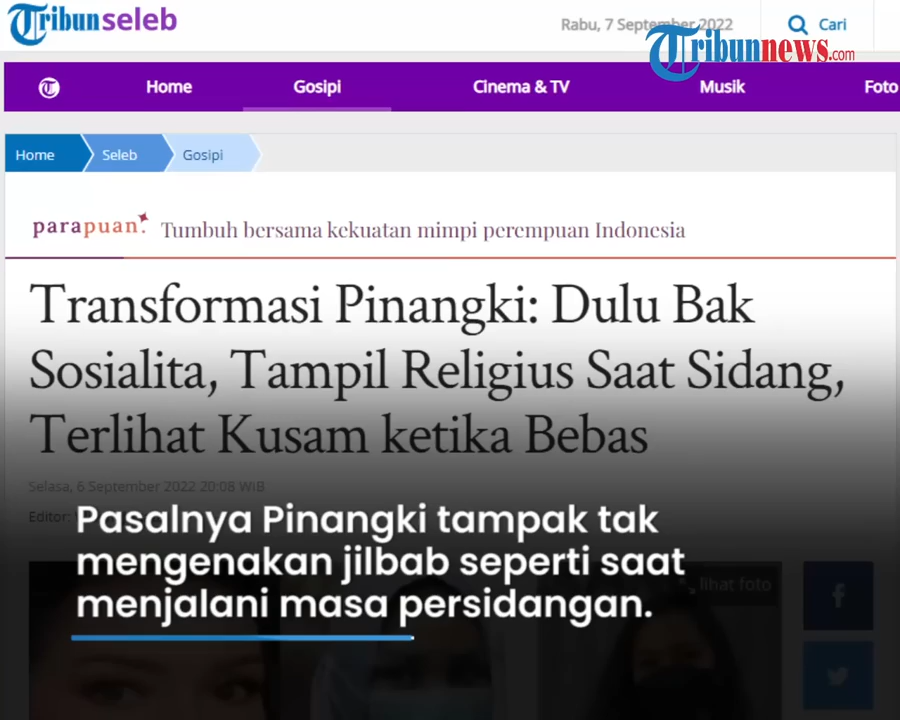 Tribun seleb
Rabu, 7 September 2022
Cari
Tribunnews.com
Home
Gosipi
Cinema & TV
Musik
Foto
Home
Seleb
Gosipi
parapuan.
Tumbuh bersama kekuatan mimpi perempuan Indonesia
Transformasi Pinangki: Dulu Bak
Sosialita, Tampil Religius Saat Sidang,
Terlihat Kusam ketika Bebas
Selasa, 6 September 2022 20:08 WIB
Editor:
Pasalnya Pinangki tampak tak
mengenakan jilbab seperti saat
menjalani masa persidangan.
lihat foto